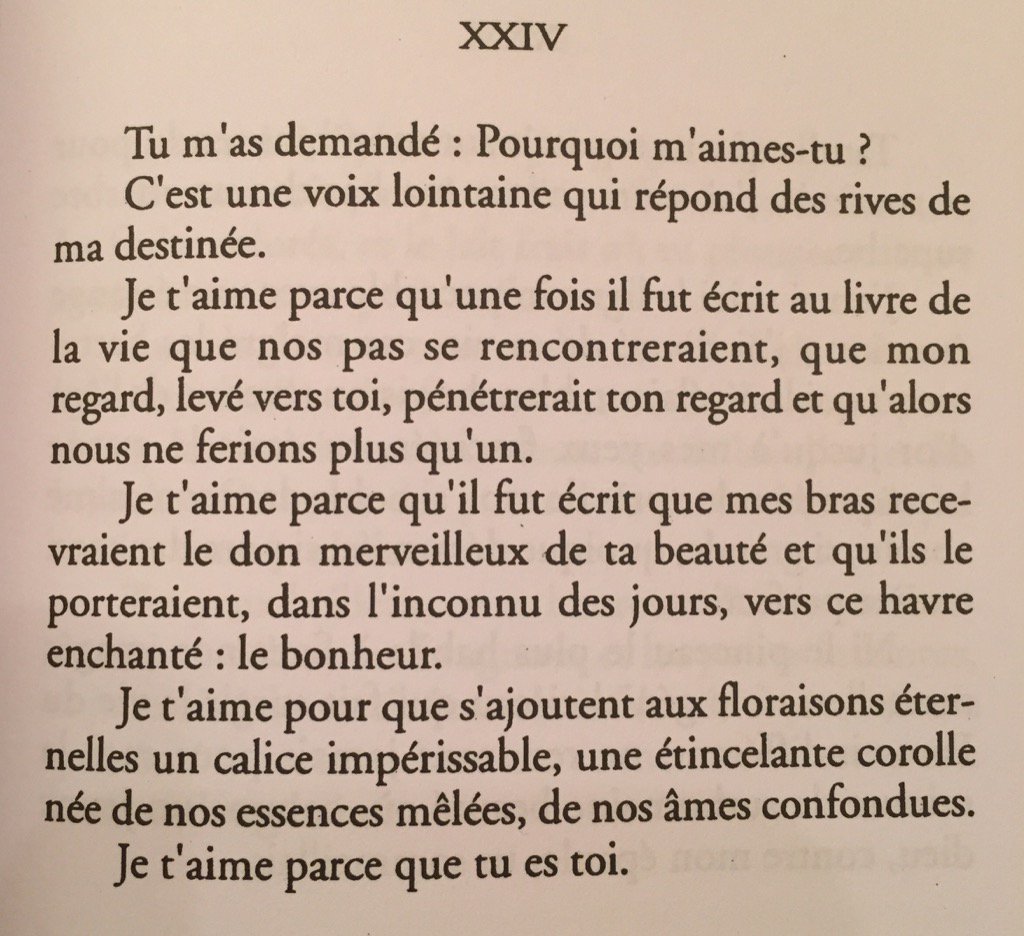 XXIV
Tu m'as demandé : Pourquoi m'aimes-tu ?
C'est une voix lointaine qui répond des rives de
ma destinée.
Je t'aime parce qu'une fois il fut écrit au livre de
la vie que nos pas se rencontreraient, que mon
regard, levé vers toi, pénétrerait ton regard et qu'alors
nous ne ferions plus qu'un.
Je t'aime parce qu'il fut écrit que mes bras rece-
vraient le don merveilleux de ta beauté et qu'ils le
porteraient, dans l'inconnu des jours, vers ce havre
enchanté : le bonheur.
Je t'aime pour que s'ajoutent aux floraisons éter-
nelles un calice impérissable, une étincelante corolle
née de nos essences mêlées, de nos âmes confondues.
Je t'aime parce que tu es toi.